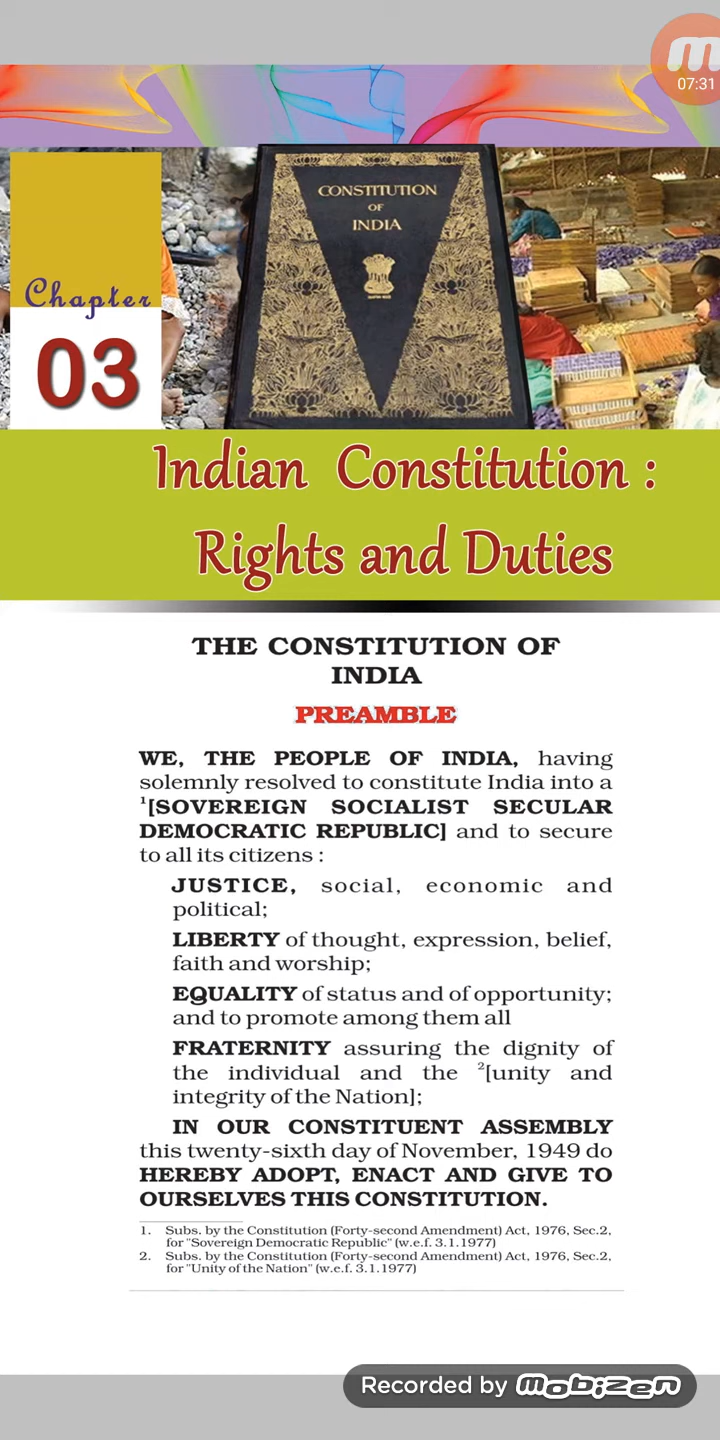 07:31
CONSTITUTION
OF
INDIA
Chapter
03
Indian Constitution :
Rights and Duties
THE CONSTITUTION OF
INDIA
PREAMBLE
WE, THE PEOPLE OF INDIA, having
solemnly resolved to constitute India into a
¹[SOVEREIGN SOCIALIST SECULAR
DEMOCRATIC REPUBLIC] and to secure
to all its citizens :
JUSTICE, social, economic and
political;
LIBERTY of thought, expression, belief,
faith and worship;
EQUALITY of status and of opportunity;
and to promote among them all
FRATERNITY assuring the dignity of
the individual and the ²[unity and
integrity of the Nation];
IN OUR CONSTITUENT ASSEMBLY
this twenty-sixth day of November, 1949 do
HEREBY ADOPT, ENACT AND GIVE TO
OURSELVES THIS CONSTITUTION.
1. Subs. by the Constitution (Forty-second Amendment) Act, 1976, Sec.2,
for "Sovereign Democratic Republic" (w.e.f. 3.1.1977)
2. Subs. by the Constitution (Forty-second Amendment) Act, 1976, Sec.2,
for "Unity of the Nation" (w.e.f. 3.1.1977)
Recorded by mobizen